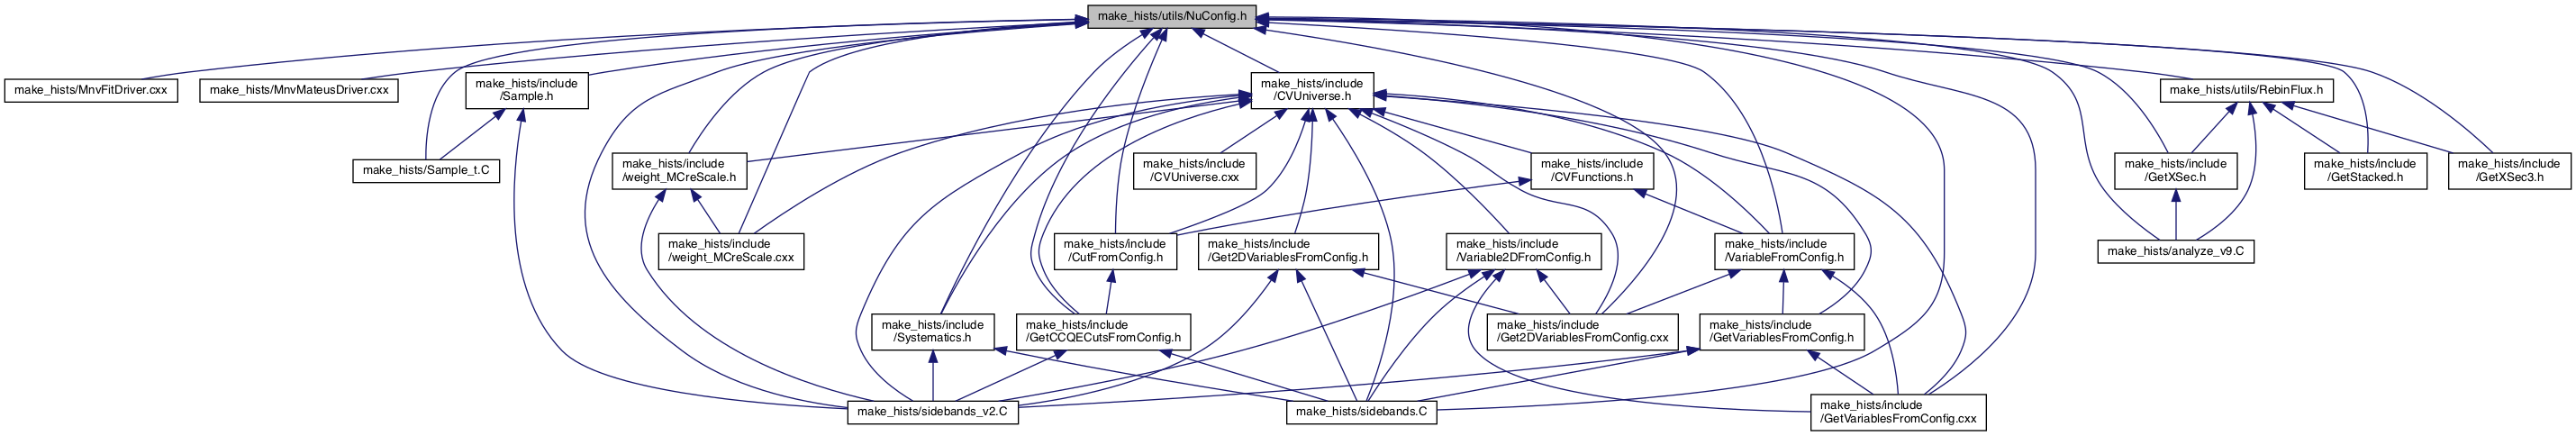 make_hists/utils/NuConfig.h
make_hists/MnvFitDriver.cxx
make_hists/MnvMateusDriver.cxx
make_hists/include
/Sample.h
make_hists/include
/CVUniverse.h
make_hists/utils/RebinFlux.h
make_hists/Sample_t.C
make_hists/include
/weight_MCreScale.h
make_hists/include
/CVUniverse.cxx
make_hists/include
/CVFunctions.h
make_hists/include
/GetXSec.h
make_hists/include
/GetStacked.h
make_hists/include
/GetXSec3.h
make_hists/include
/weight_MCreScale.cxx
make_hists/include
/CutFromConfig.h
make_hists/include
/Get2DVariablesFromConfig.h
make_hists/include
/Variable2DFromConfig.h
make_hists/include
/VariableFromConfig.h
make_hists/analyze_v9.C
make_hists/include
/Systematics.h
make_hists/include
/GetCCQECutsFromConfig.h
make_hists/include
/Get2DVariablesFromConfig.cxx
make_hists/include
/GetVariablesFromConfig.h
make_hists/sidebands_v2.C
make_hists/sidebands.C
make_hists/include
/GetVariablesFromConfig.cxx